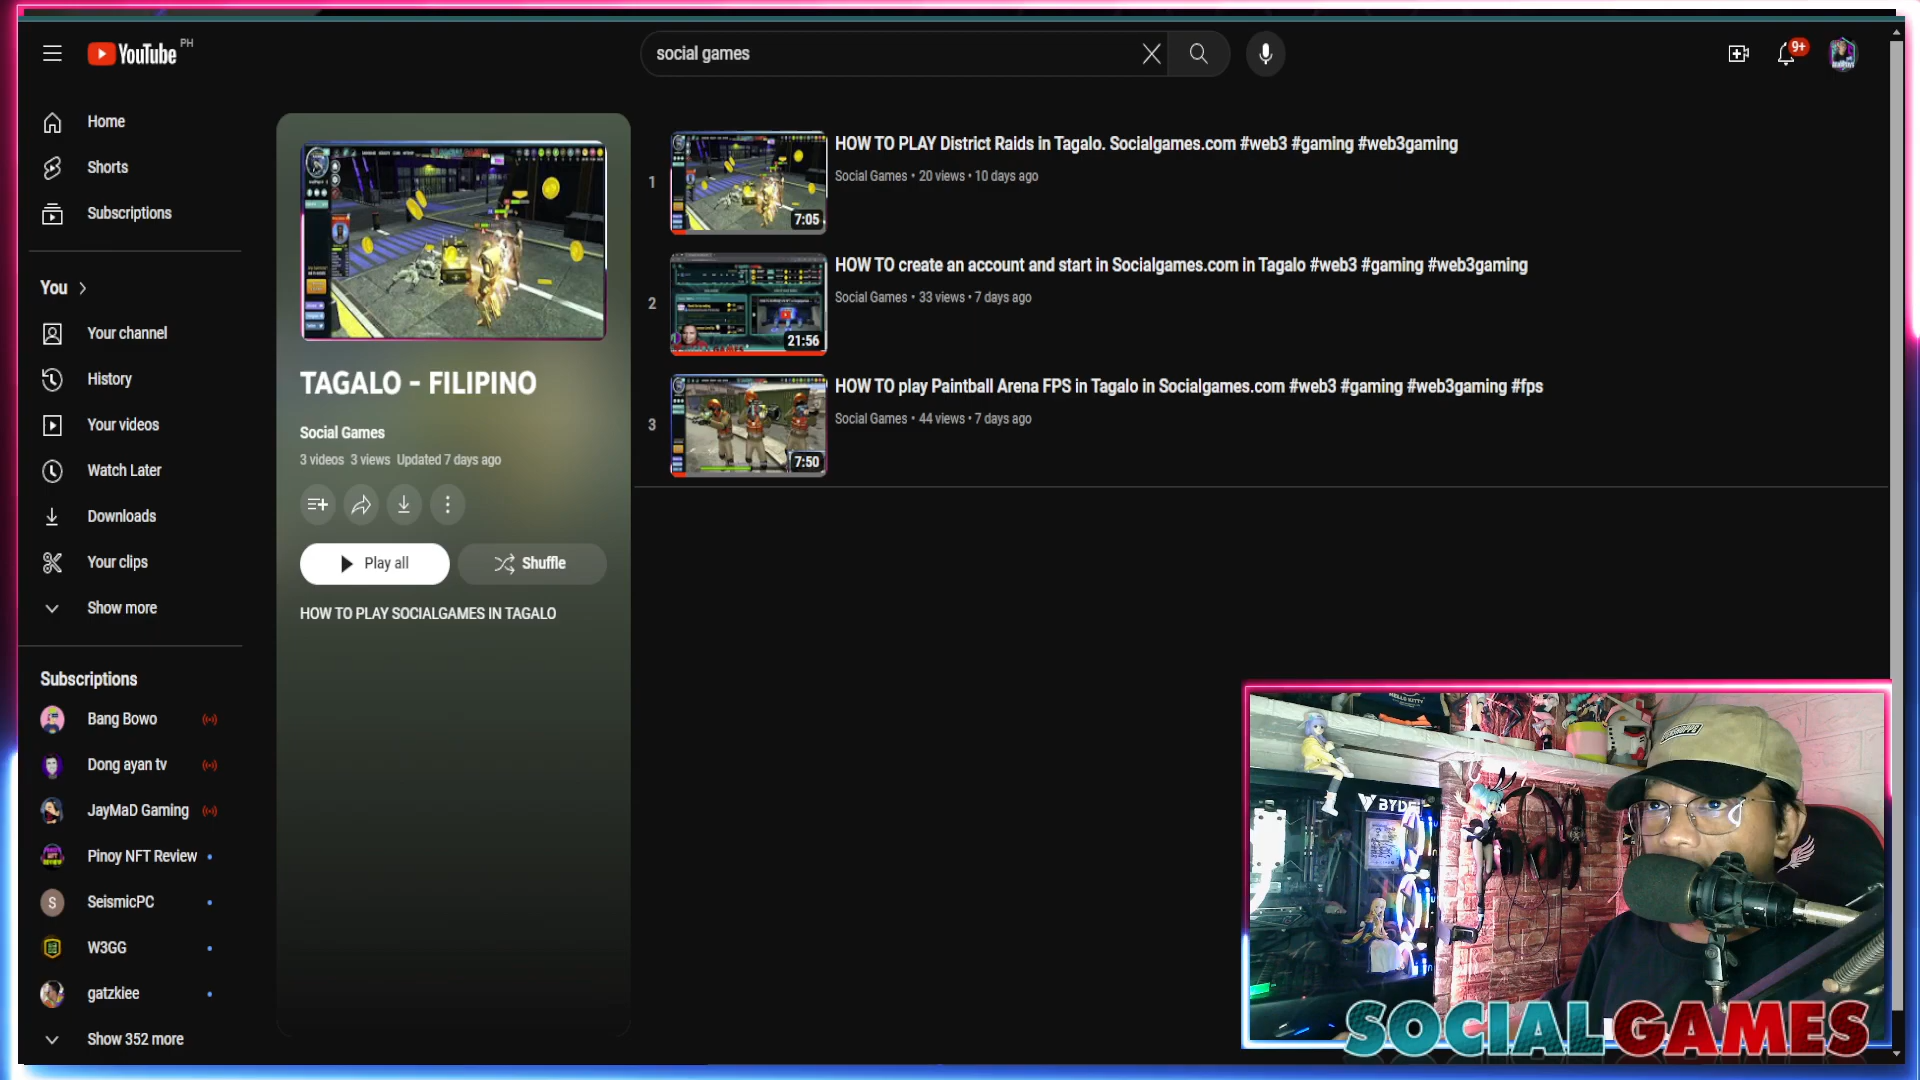 YouTube PH
social games
9+
Home
Shorts
Subscriptions
You
Your channel
History
Your videos
Watch Later
Downloads
Your clips
Show more
Subscriptions
Bang Bowo
Dong ayan tv
JayMaD Gaming
Pinoy NFT Review
S
SeismicPC
W3GG
gatzkiee
Show 352 more
TAGALO - FILIPINO
Social Games
3 videos 3 views Updated 7 days ago
Play all
Shuffle
HOW TO PLAY SOCIALGAMES IN TAGALO
1
7:05
HOW TO PLAY District Raids in Tagalo. Socialgames.com #web3 #gaming #web3gaming
Social Games • 20 views • 10 days ago
2
21:56
HOW TO create an account and start in Socialgames.com in Tagalo #web3 #gaming #web3gaming
Social Games • 33 views • 7 days ago
3
7:50
HOW TO play Paintball Arena FPS in Tagalo in Socialgames.com #web3 #gaming #web3gaming #fps
Social Games • 44 views • 7 days ago
HELLO KITTY
SOCIALGAMES